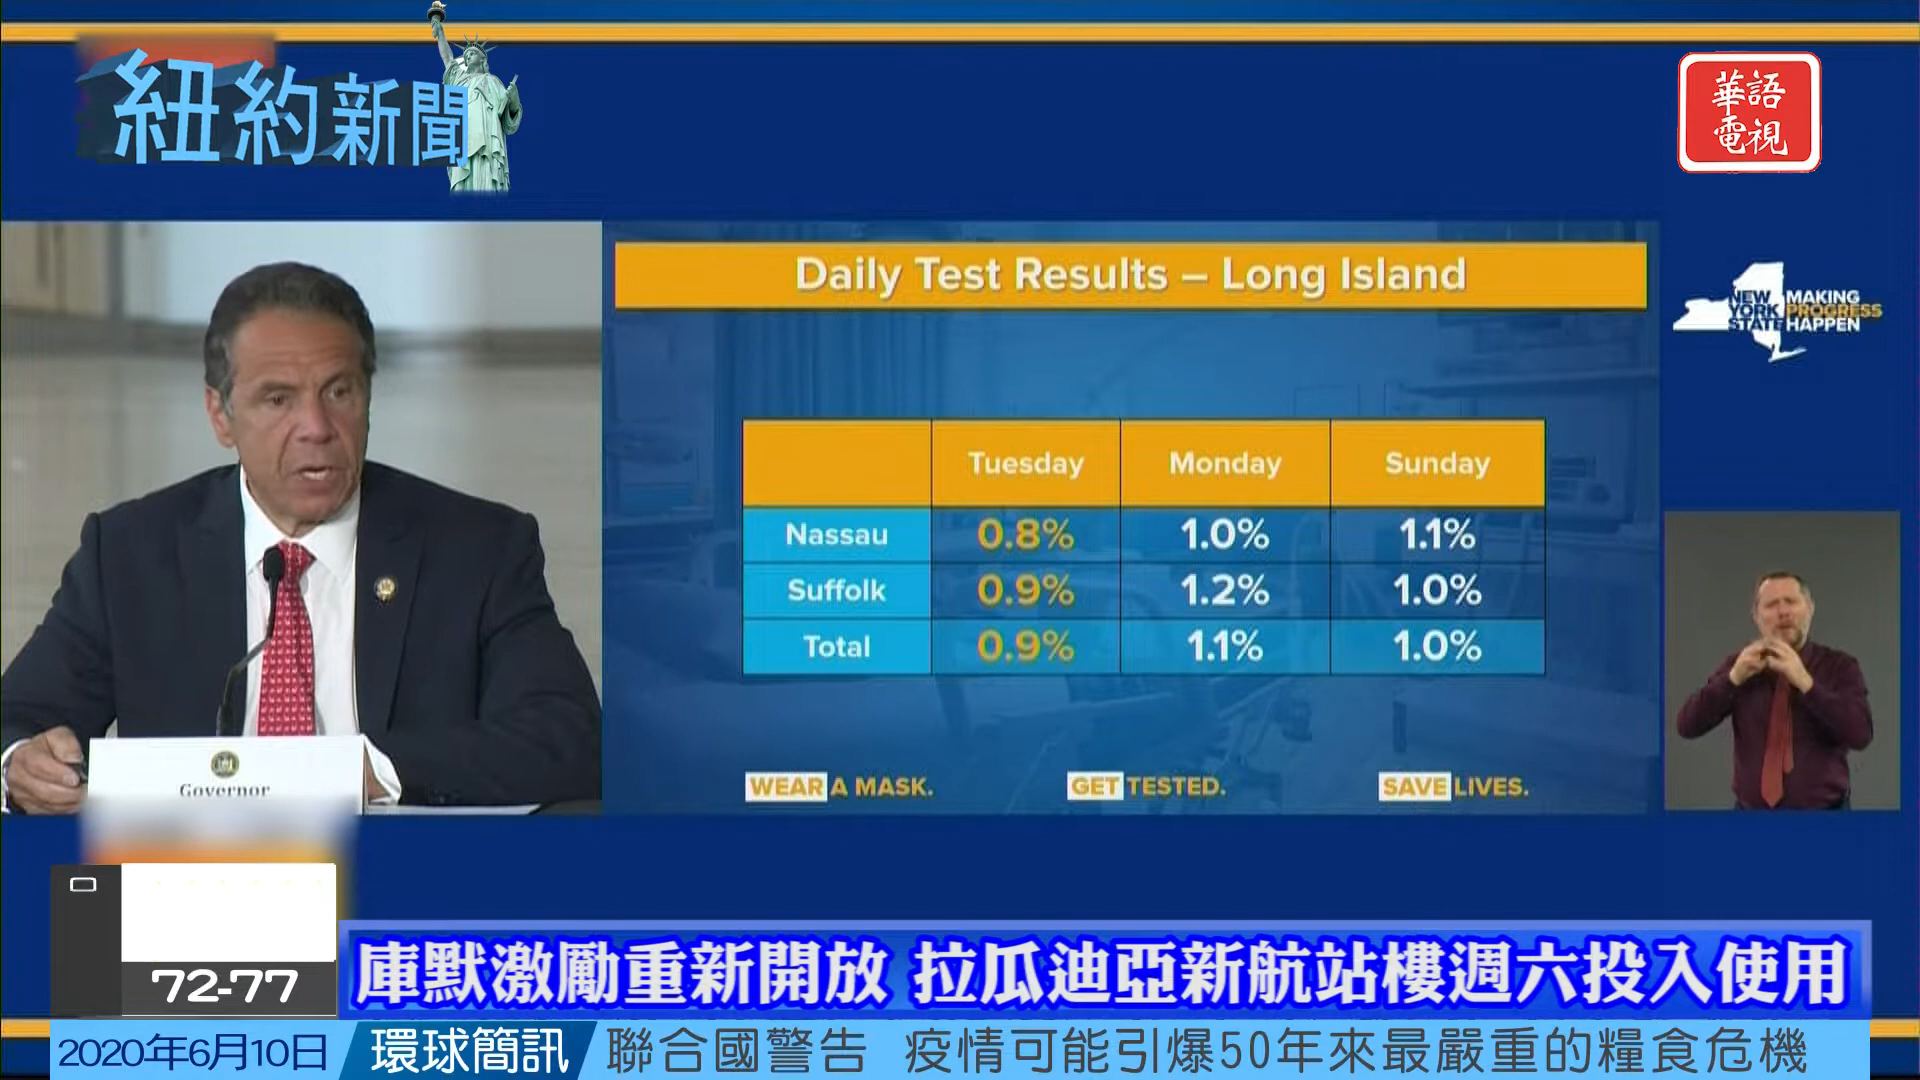 紐約新聞
華語
電視
Daily Test Results – Long Island
NEW YORK STATE
MAKING PROGRESS HAPPEN
Tuesday Monday Sunday
Nassau 0.8% 1.0% 1.1%
Suffolk 0.9% 1.2% 1.0%
Total 0.9% 1.1% 1.0%
WEAR A MASK. GET TESTED. SAVE LIVES.
Governor
72-77
庫默激勵重新開放 拉瓜迪亞新航站樓週六投入使用
2020年6月10日 環球簡訊 聯合國警告 疫情可能引爆50年來最嚴重的糧食危機